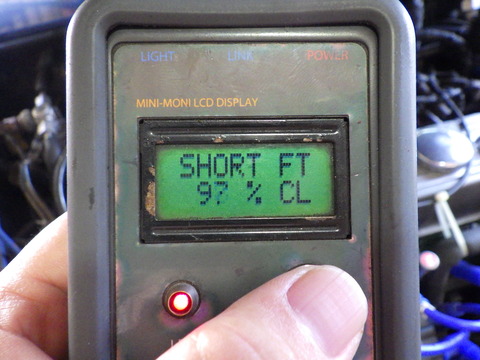 LIGHT LINK POWER
MINI-MONI LCD DISPLAY
SHORT FT
97 % CL